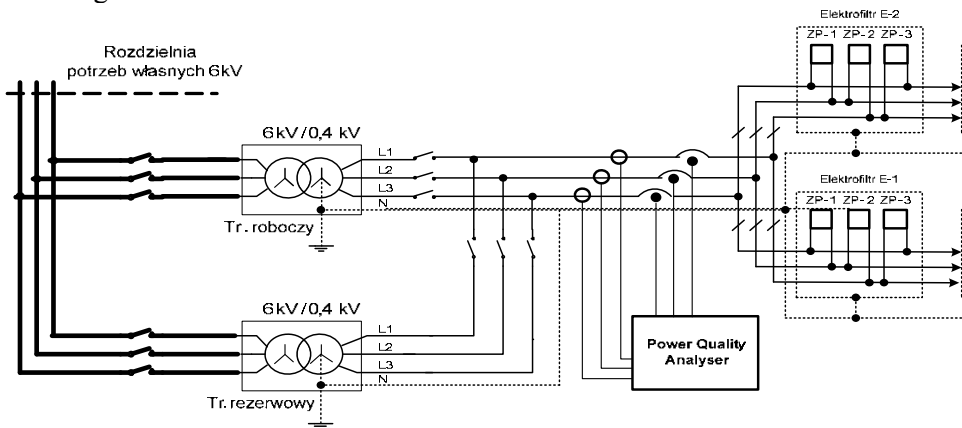 Elektrofiltr E-2
ZP-1 ZP-2 ZP-3
Rozdzielnia
potrzeb własnych 6kV
6kV/0,4 kV
L1
L2
L3
N
Tr. roboczy
Elektrofiltr E-1
ZP-1 ZP-2 ZP-3
6kV/0,4 kV
L1
L2
L3
N
Tr. rezerwowy
Power Quality
Analyser